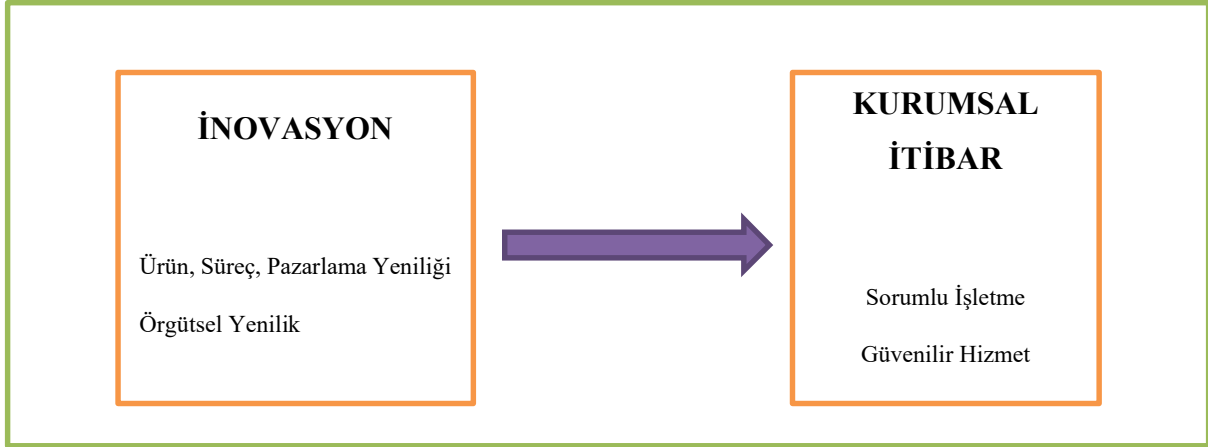 İNOVASYON
Ürün, Süreç, Pazarlama Yeniliği
Örgütsel Yenilik
KURUMSAL
İTİBAR
Sorumlu İşletme
Güvenilir Hizmet